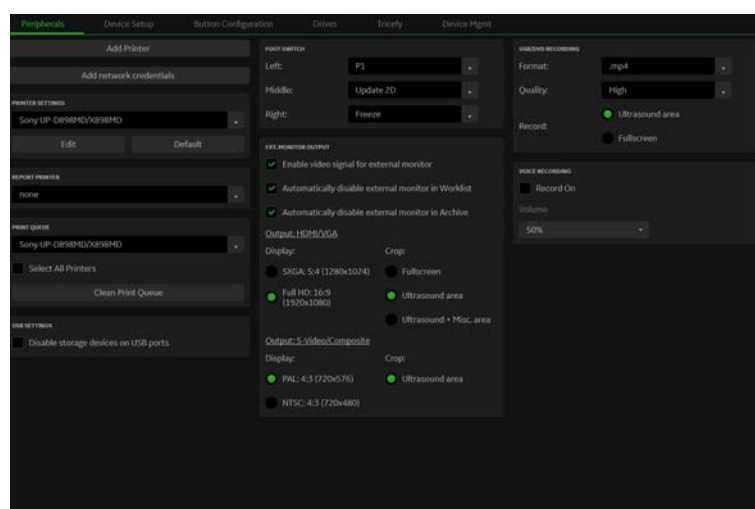 Peripherals Device Setup Button Configuration Drives Tricefy Device Mgmt
Add Printer
Add network credentials
PRINTER SETTINGS
Sony UP-D898MD/X898MD
Edit Default
REPORT PRINTER
none
PRINT QUEUE
Sony UP-D898MD/X898MD
Select All Printers
Clean Print Queue
USB SETTINGS
Disable storage devices on USB ports
FOOT SWITCH
Left: P1
Middle: Update 2D
Right: Freeze
EXT. MONITOR OUTPUT
Enable video signal for external monitor
Automatically disable external monitor in Worklist
Automatically disable external monitor in Archive
Output: HDMI/VGA
Display: Crop:
SXGA: 5:4 (1280x1024) Fullscreen
Full HD: 16:9
(1920x1080) Ultrasound area
Ultrasound + Misc. area
Output: S-Video/Composite
Display: Crop:
PAL: 4:3 (720x576) Ultrasound area
NTSC: 4:3 (720x480)
USB/DVD RECORDING
Format: .mp4
Quality: High
Record: Ultrasound area
Fullscreen
VOICE RECORDING
Record On
Volume
50%